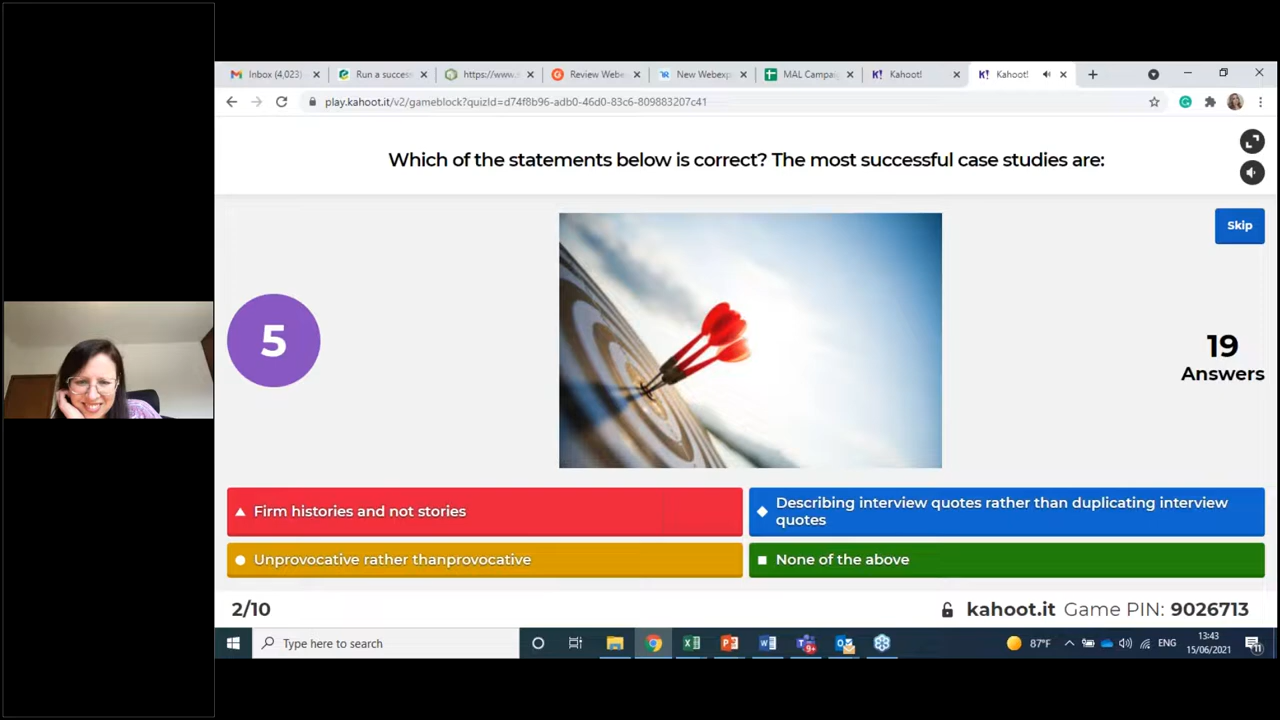 Inbox (4,023)
Run a succes
https://www.
Review Webe
New Webexp
MAL Campai
Kahoot!
Kahoot!
play.kahoot.it/v2/gameblock?quizId=d74f8b96-adb0-46d0-83c6-809883207c41
Which of the statements below is correct? The most successful case studies are:
Skip
5
19
Answers
Firm histories and not stories
Describing interview quotes rather than duplicating interview
quotes
Unprovocative rather thanprovocative
None of the above
2/10
kahoot.it Game PIN: 9026713
Type here to search
87°F
ENG
13:43
15/06/2021